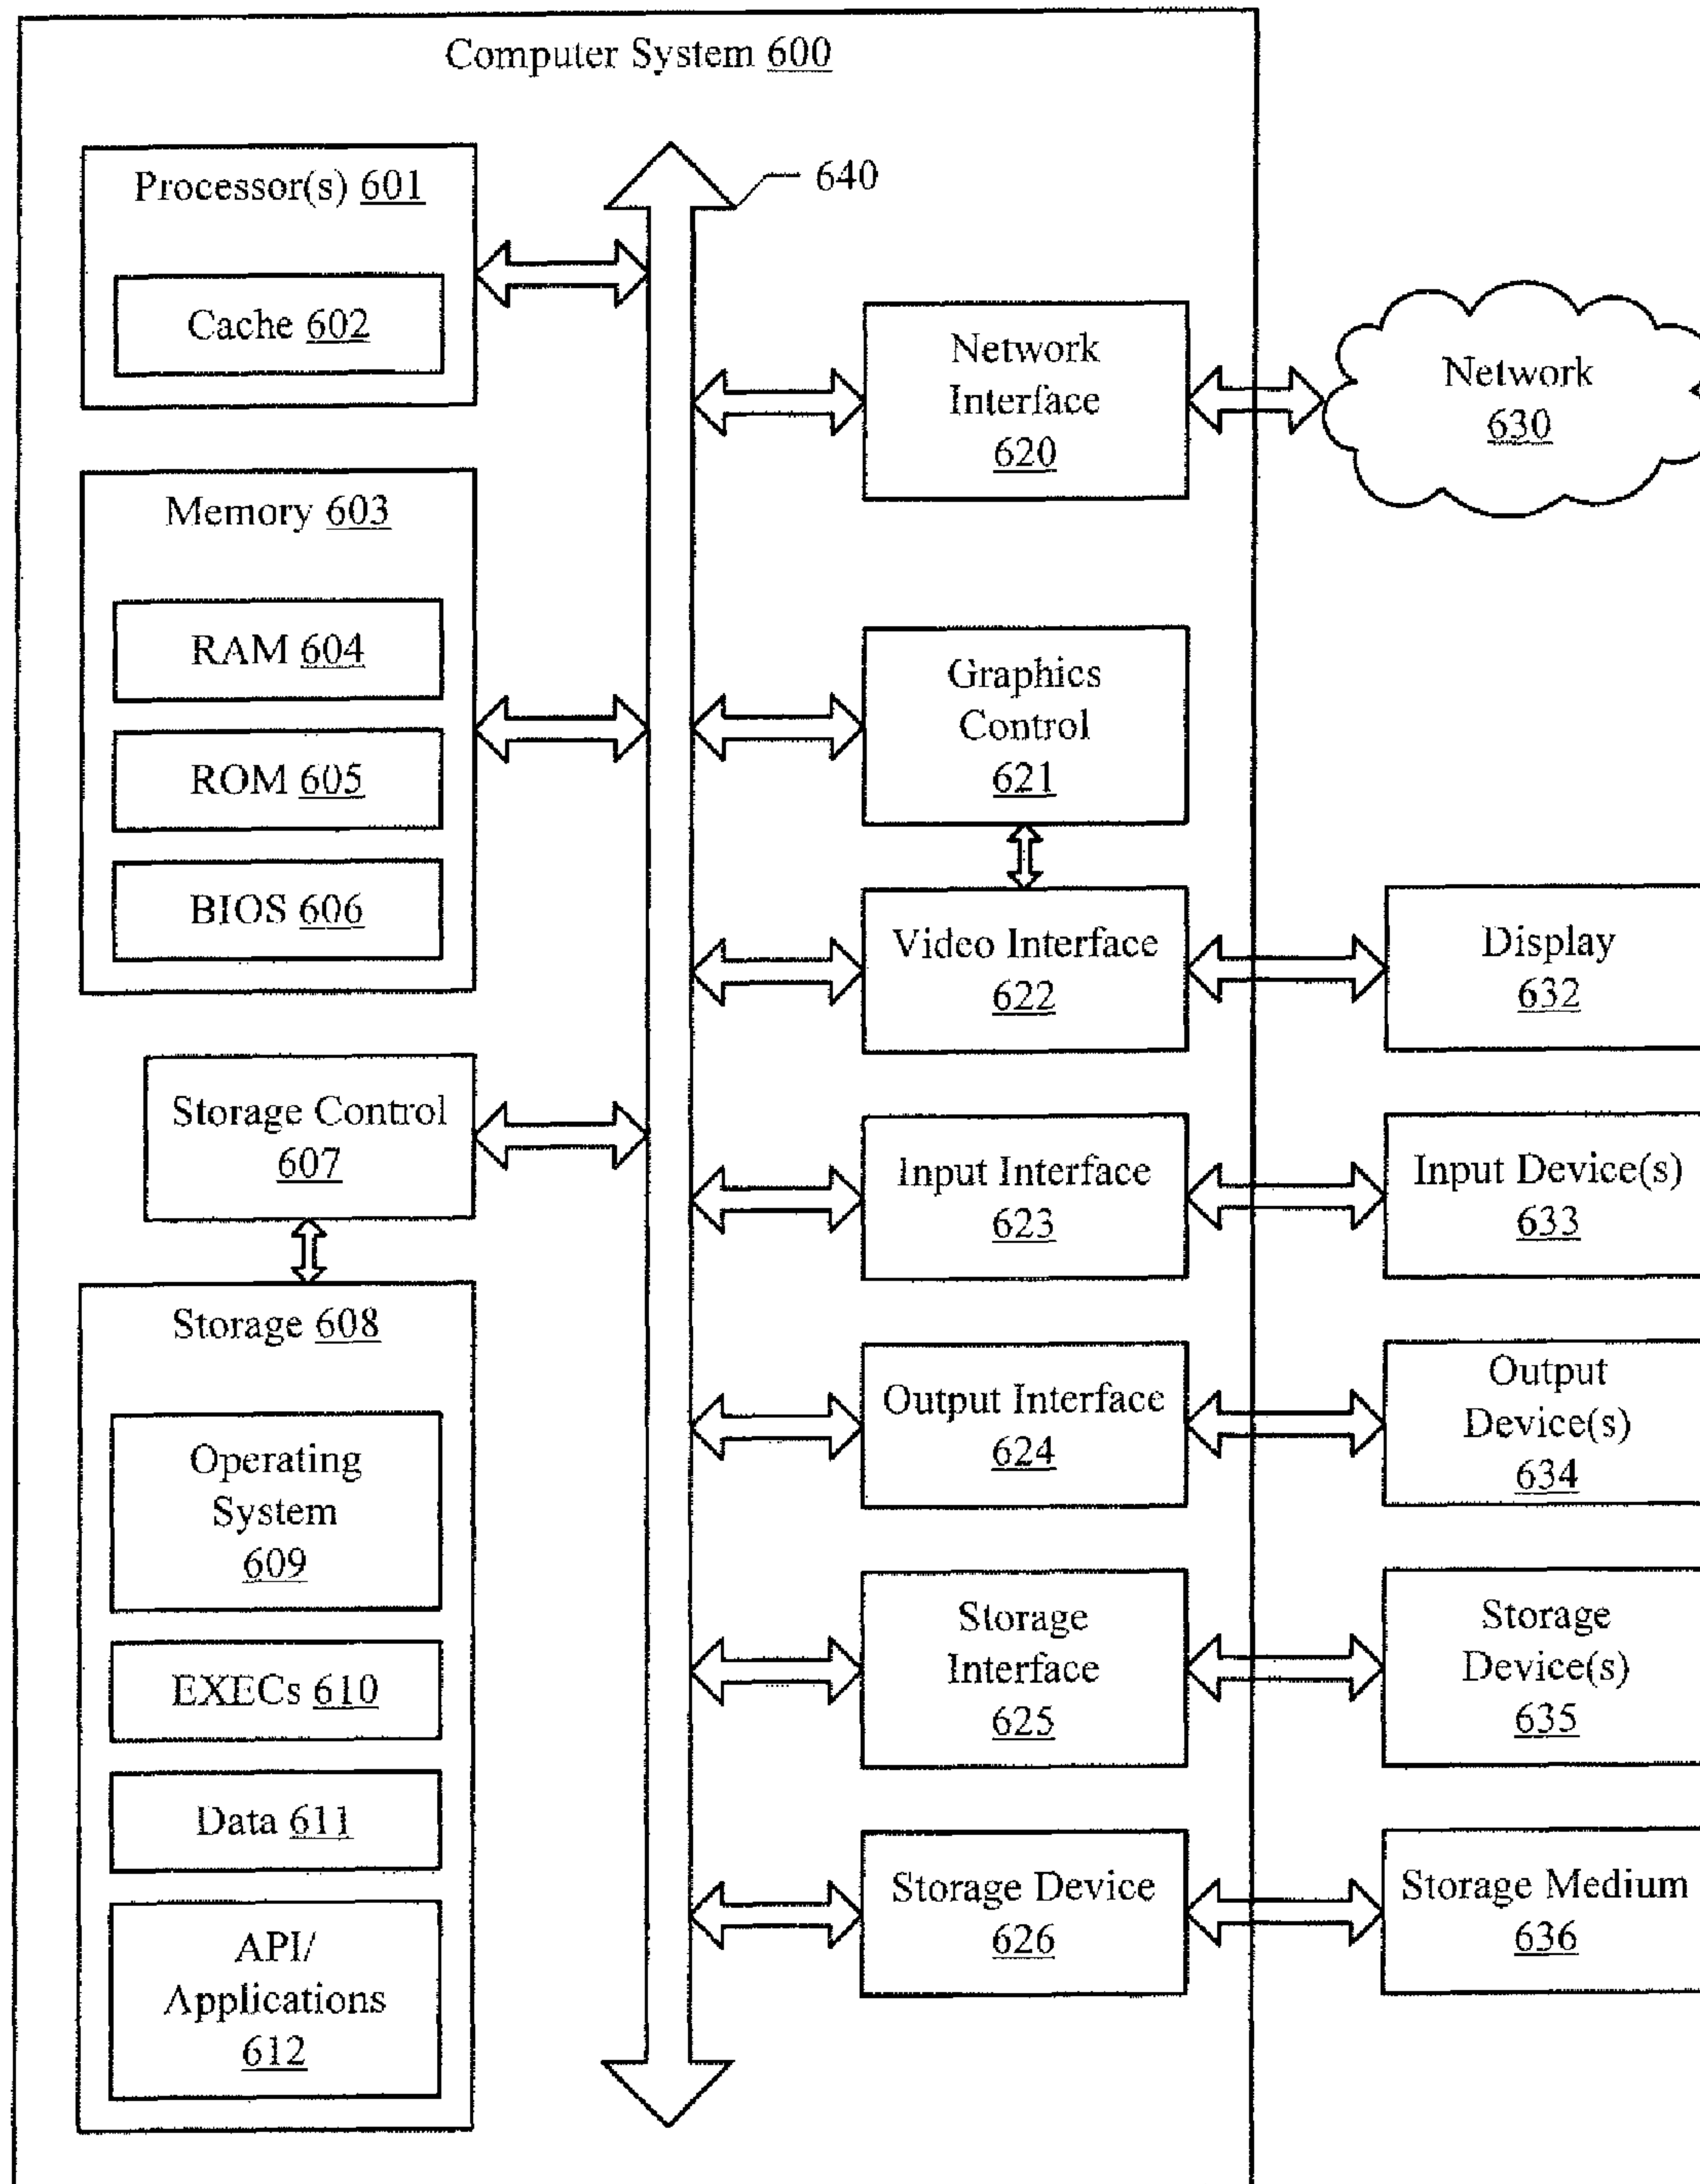 Computer System 600
Processor(s) 601
Cache 602
640
Network
Interface
620
Network
630
Memory 603
RAM 604
ROM 605
BIOS 606
Graphics
Control
621
Video Interface
622
Display
632
Storage Control
607
Input Interface
623
Input Device(s)
633
Storage 608
Operating
System
609
EXECs 610
Data 611
API/
Applications
612
Output Interface
624
Output
Device(s)
634
Storage
Interface
625
Storage
Device(s)
635
Storage Device
626
Storage Medium
636